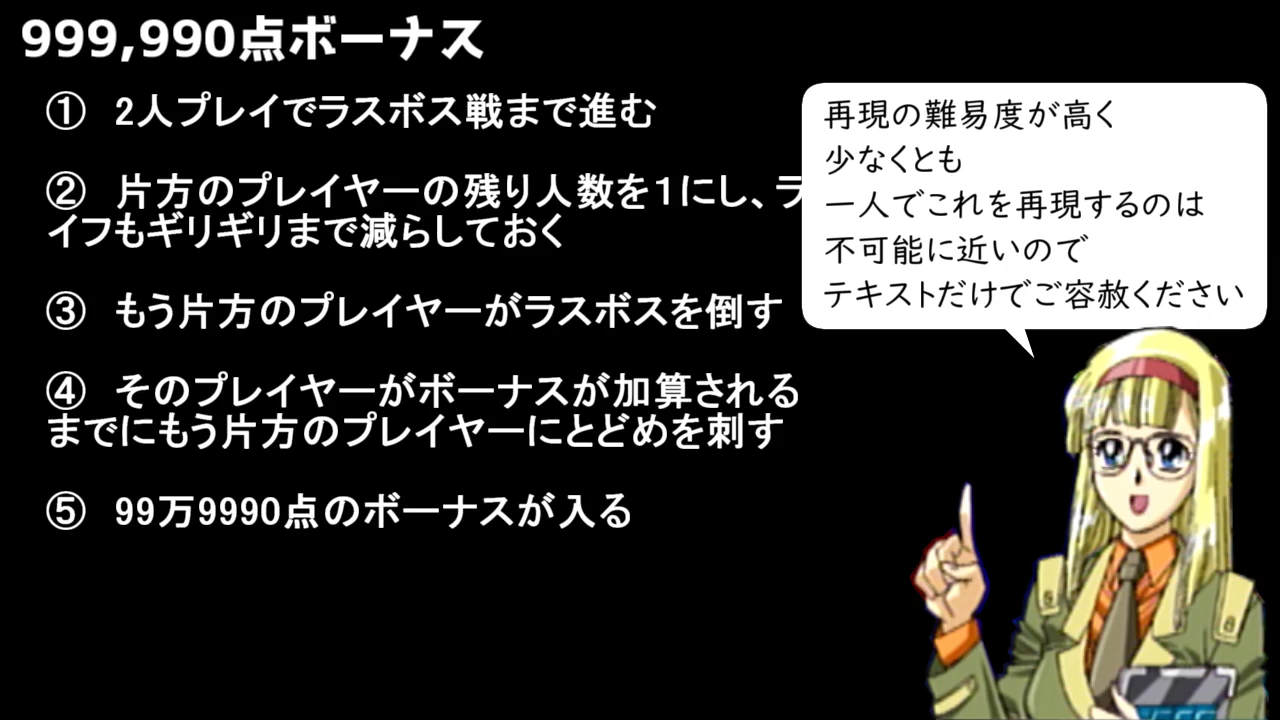 999,990点ボーナス
① 2人プレイでラスボス戦まで進む
② 片方のプレイヤーの残り人数を１にし、ラ
イフもギリギリまで減らしておく
③ もう片方のプレイヤーがラスボスを倒す
④ そのプレイヤーがボーナスが加算される
までにもう片方のプレイヤーにとどめを刺す
⑤ 99万9990点のボーナスが入る
再現の難易度が高く
少なくとも
一人でこれを再現するのは
不可能に近いので
テキストだけでご容赦ください